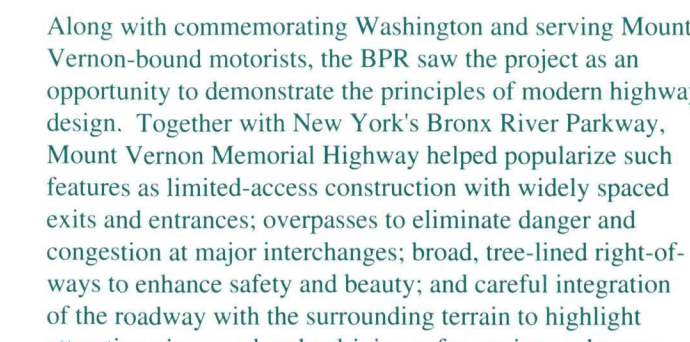 Along with commemorating Washington and serving Mount
Vernon-bound motorists, the BPR saw the project as an
opportunity to demonstrate the principles of modern highway
design. Together with New York's Bronx River Parkway,
Mount Vernon Memorial Highway helped popularize such
features as limited-access construction with widely spaced
exits and entrances; overpasses to eliminate danger and
congestion at major interchanges; broad, tree-lined right-of-
ways to enhance safety and beauty; and careful integration
of the roadway with the surrounding terrain to highlight